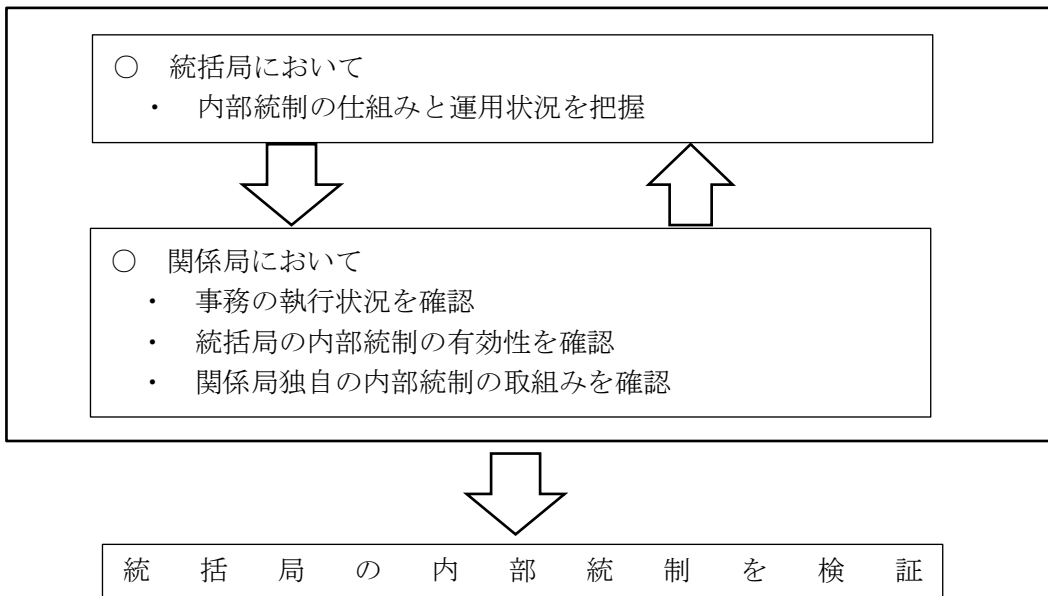 ○ 統括局において
・ 内部統制の仕組みと運用状況を把握
○ 関係局において
・ 事務の執行状況を確認
・ 統括局の内部統制の有効性を確認
・ 関係局独自の内部統制の取組みを確認
統括局の内部統制を検証